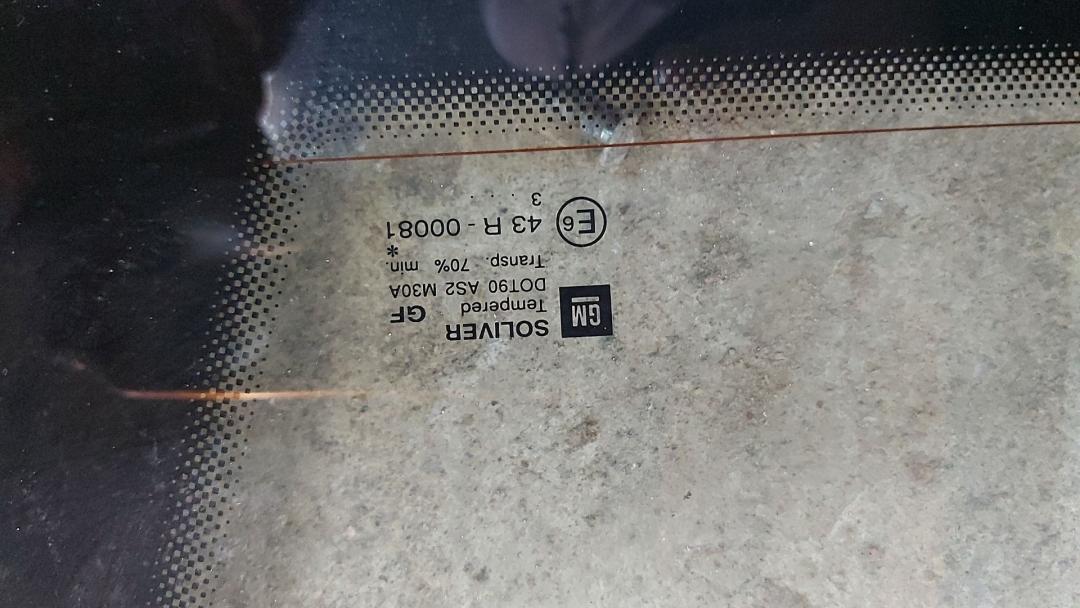 GM
SOLIVER
Tempered GF
DOT90 AS2 M30A
Transp. 70% min.
*
E6 43 R - 00081
3 . . .